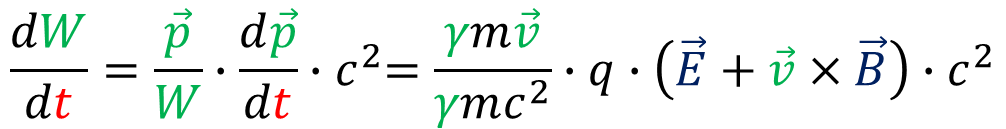 dW/dt = p⃗/W · dp⃗/dt · c² = γmv⃗/γmc² · q · (E⃗ + v⃗ × B⃗) · c²